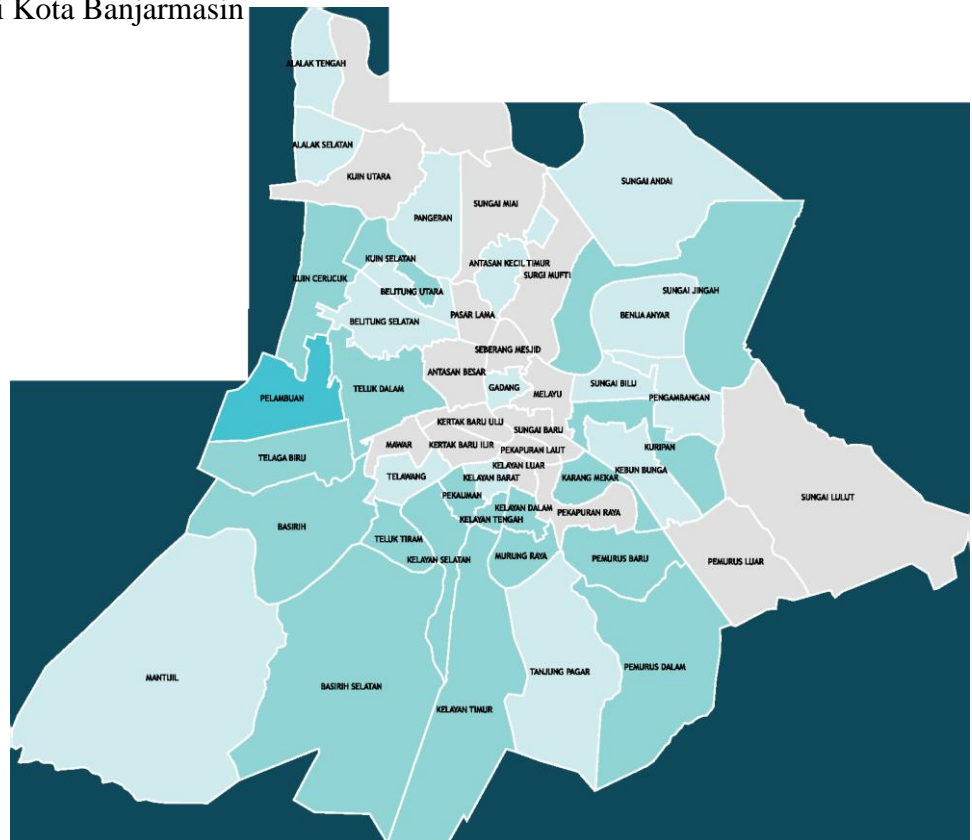 Kota Banjarmasin
ALALAK TENGAH
ALALAK SELATAN
KUIN UTARA
SUNGAI ANDAI
SUNGAI MIAI
PANGERAN
KUIN SELATAN
ANTASAN KECIL TIMUR
SURGI MUFTI
KUIN CERUCUK
BELITUNG UTARA
SUNGAI JINGAH
PASAR LAMA
BENUA ANYAR
BELITUNG SELATAN
SEBERANG MESJID
ANTASAN BESAR
SUNGAI BILU
TELUK DALAM
GADANG
MELAYU
PELAMBUAN
PENGAMBANGAN
KERTAK BARU ULU
SUNGAI BARU
MAWAR
KERTAK BARU ILIR
PEKAPURAN LAUT
KURIPAN
TELAGA BIRU
KELAYAN LUAR
TELAWANG
KELAYAN BARAT
KARANG MEKAR
KEBUN BUNGA
PEKAUMAN
SUNGAI LULUT
KELAYAN DALAM
PEKAPURAN RAYA
KELAYAN TENGAH
BASIRIH
TELUK TIRAM
KELAYAN SELATAN
MURUNG RAYA
PEMURUS BARU
PEMURUS LUAR
MANTUIL
TANJUNG PAGAR
PEMURUS DALAM
BASIRIH SELATAN
KELAYAN TIMUR